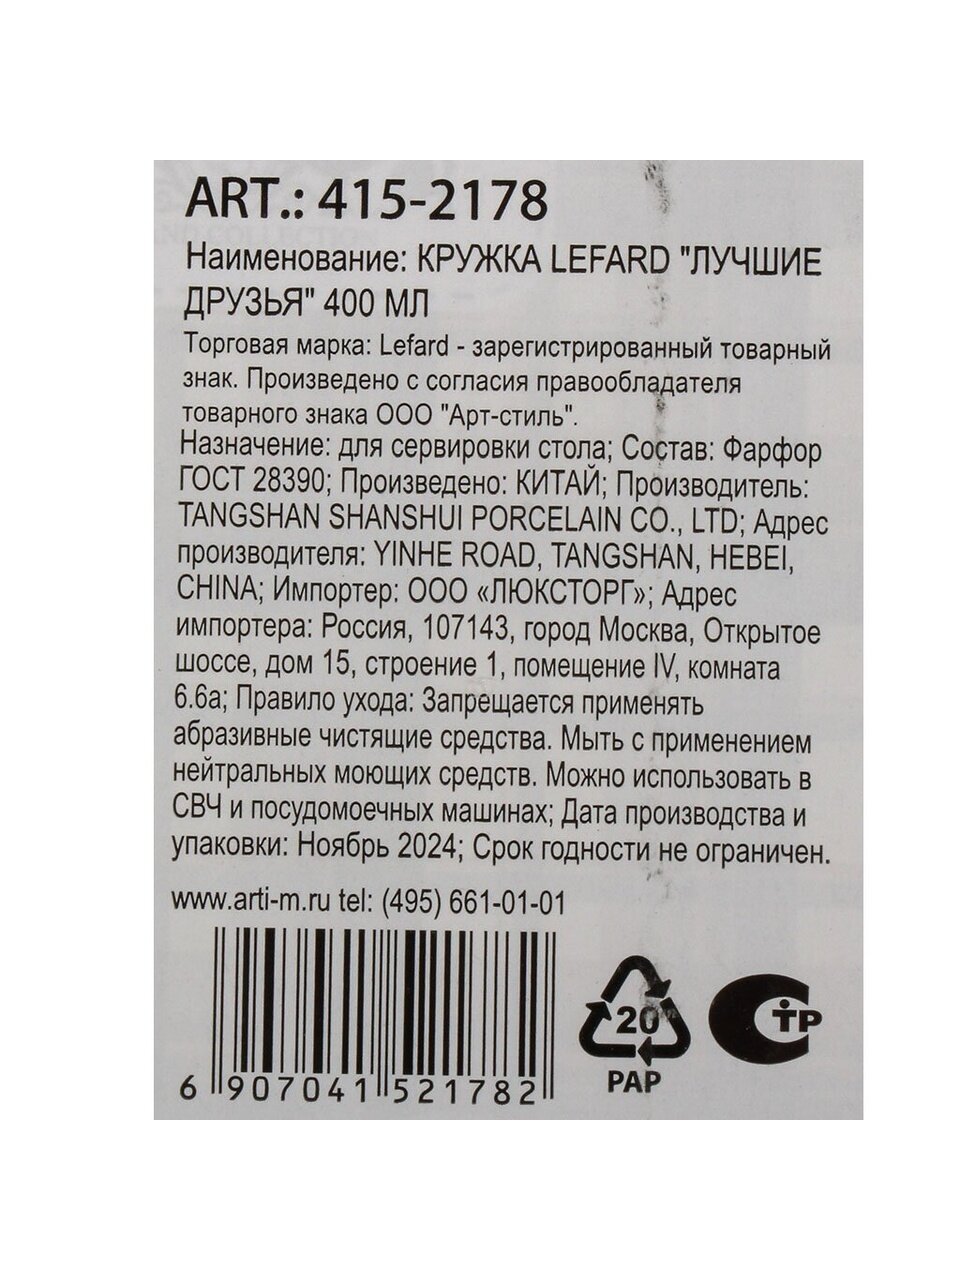 ART.: 415-2178
Наименование: КРУЖКА LEFARD "ЛУЧШИЕ
ДРУЗЬЯ" 400 МЛ
Торговая марка: Lefard - зарегистрированный товарный
знак. Произведено с согласия правообладателя
товарного знака ООО "Арт-стиль".
Назначение: для сервировки стола; Состав: Фарфор
ГОСТ 28390; Произведено: КИТАЙ; Производитель:
TANGSHAN SHANSHUI PORCELAIN CO., LTD; Адрес
производителя: YINHE ROAD, TANGSHAN, HEBEI,
CHINA; Импортер: ООО «ЛЮКСТОРГ»; Адрес
импортера: Россия, 107143, город Москва, Открытое
шоссе, дом 15, строение 1, помещение IV, комната
6.6а; Правило ухода: Запрещается применять
абразивные чистящие средства. Мыть с применением
нейтральных моющих средств. Можно использовать в
СВЧ и посудомоечных машинах; Дата производства и
упаковки: Ноябрь 2024; Срок годности не ограничен.
www.arti-m.ru tel: (495) 661-01-01
6 907041 521782
20
PAP
СТР